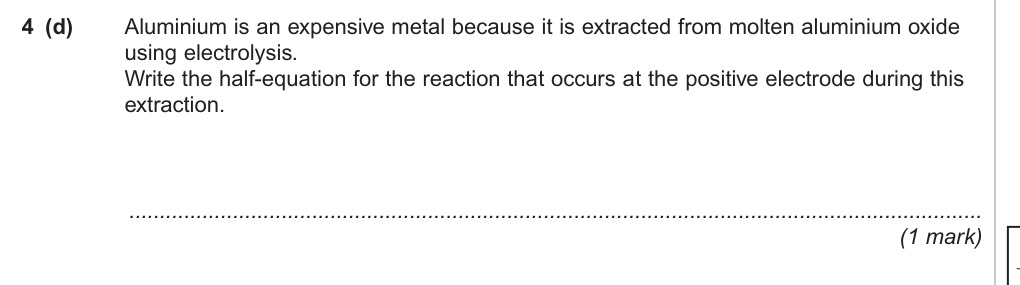 4 (d) Aluminium is an expensive metal because it is extracted from molten aluminium oxide
using electrolysis.
Write the half-equation for the reaction that occurs at the positive electrode during this
extraction.
................................................................................................................................................
(1 mark)